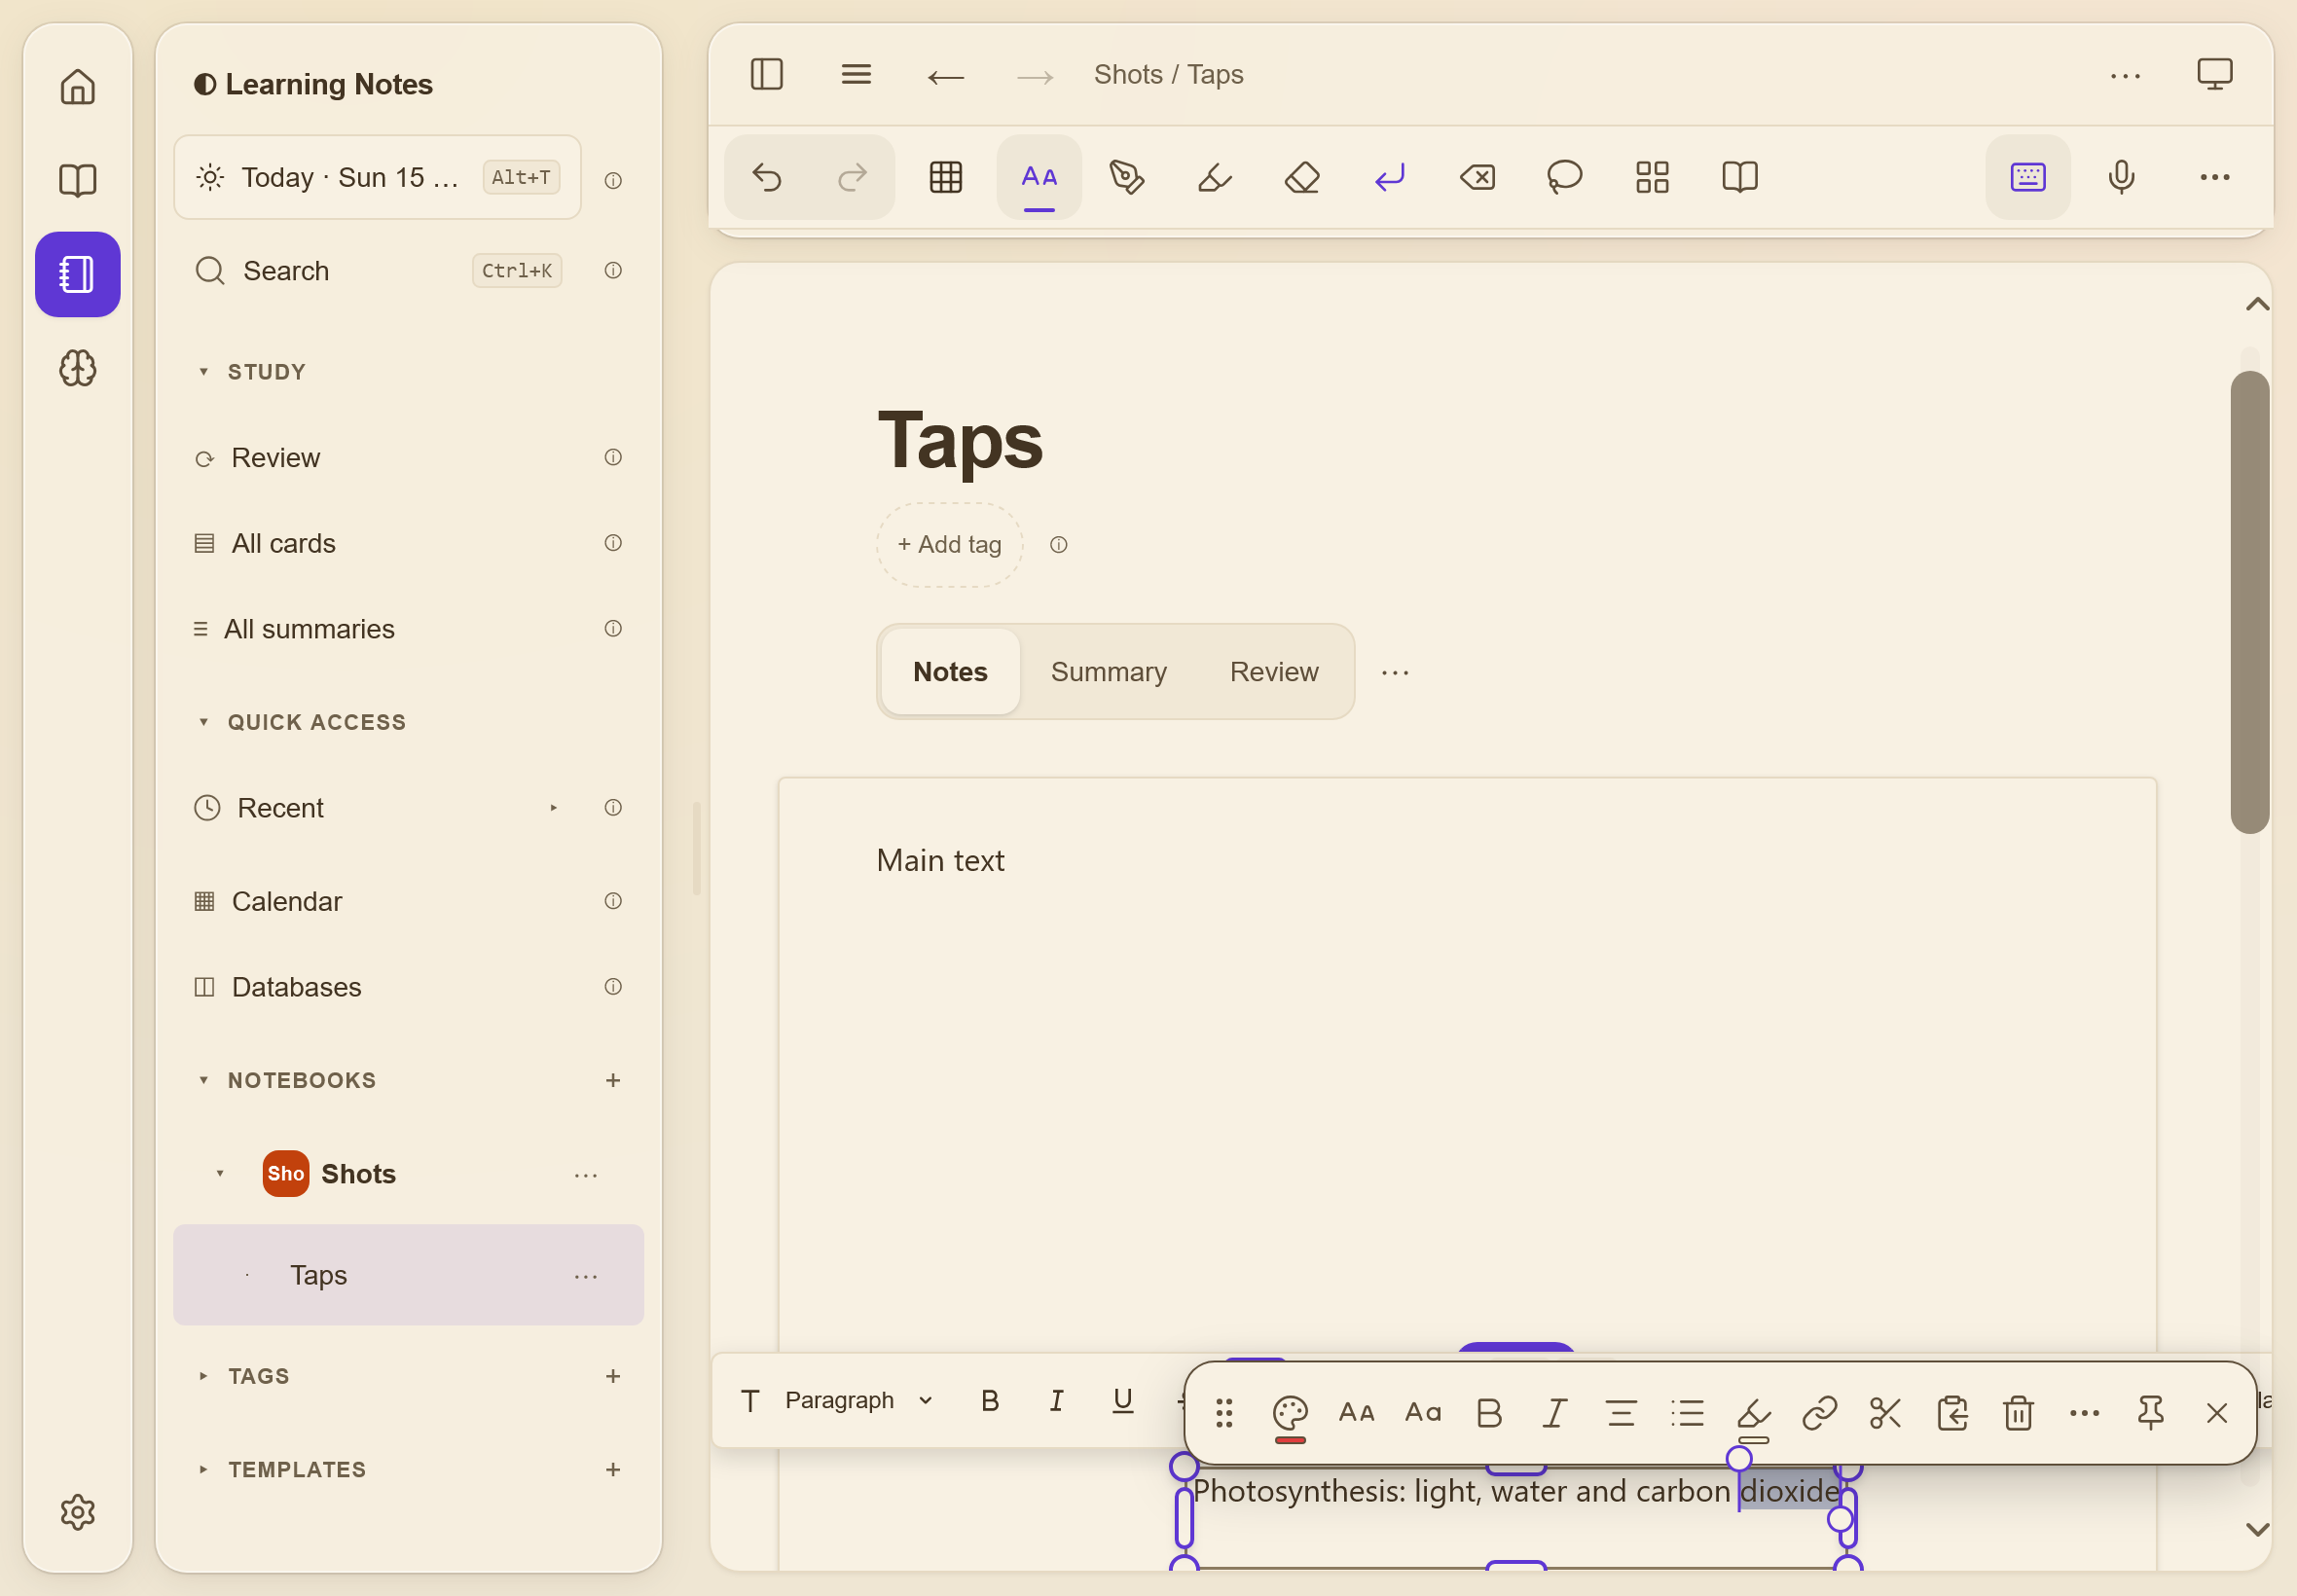 Learning Notes
Today · Sun 15 ... Alt+T
Search Ctrl+K
STUDY
Review
All cards
All summaries
QUICK ACCESS
Recent
Calendar
Databases
NOTEBOOKS
Sho Shots
Taps
TAGS
TEMPLATES
Shots / Taps
Taps
+ Add tag
Notes Summary Review
Main text
Paragraph
Photosynthesis: light, water and carbon dioxide